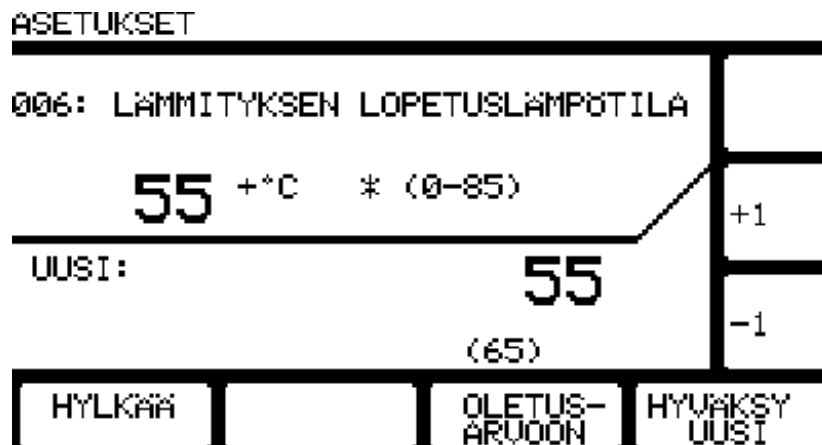 ASETUKSET
006: LÄMMITYKSEN LOPETUSLÄMPÖTILA
55 +°C * (0-85)
+1
UUSI:
55
-1
(65)
HYLKÄÄ
OLETUS-
ARVOON
HYVÄKSY
UUSI